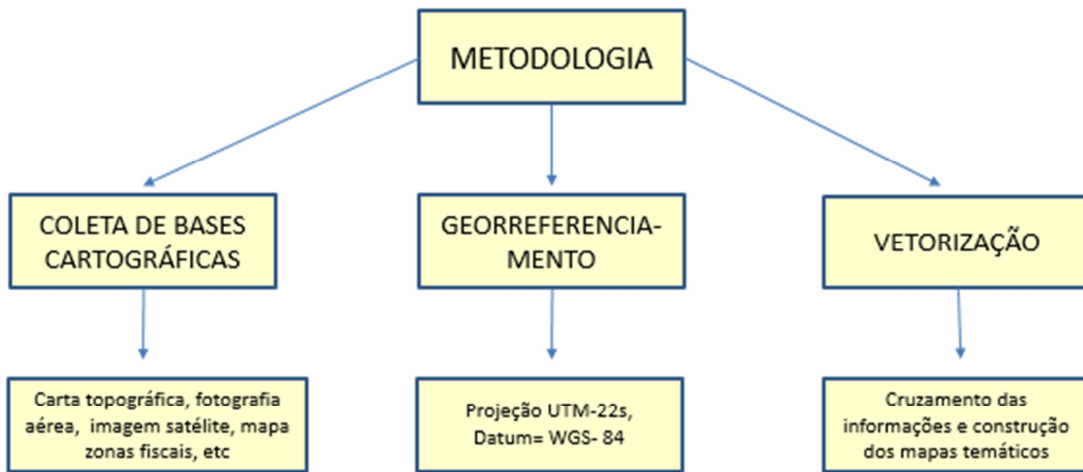 METODOLOGIA
COLETA DE BASES
CARTOGRÁFICAS
GEORREFERENCIA-
MENTO
VETORIZAÇÃO
Carta topográfica, fotografia
aérea, imagem satélite, mapa
zonas fiscais, etc
Projeção UTM-22s,
Datum= WGS- 84
Cruzamento das
informações e construção
dos mapas temáticos